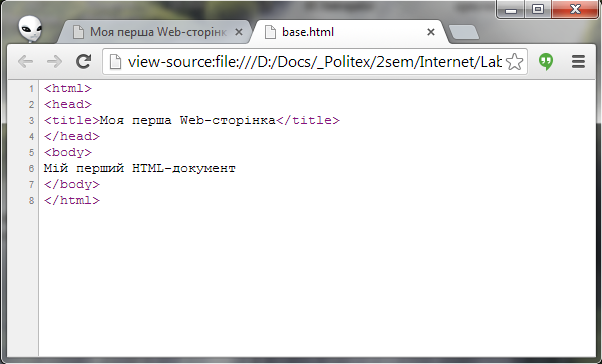 Моя перша Web-сторінк
base.html
view-source:file:///D:/Docs/_Politex/2sem/Internet/Lab
1 <html>
2 <head>
3 <title>Моя перша Web-сторінка</title>
4 </head>
5 <body>
6 Мій перший HTML-документ
7 </body>
8 </html>